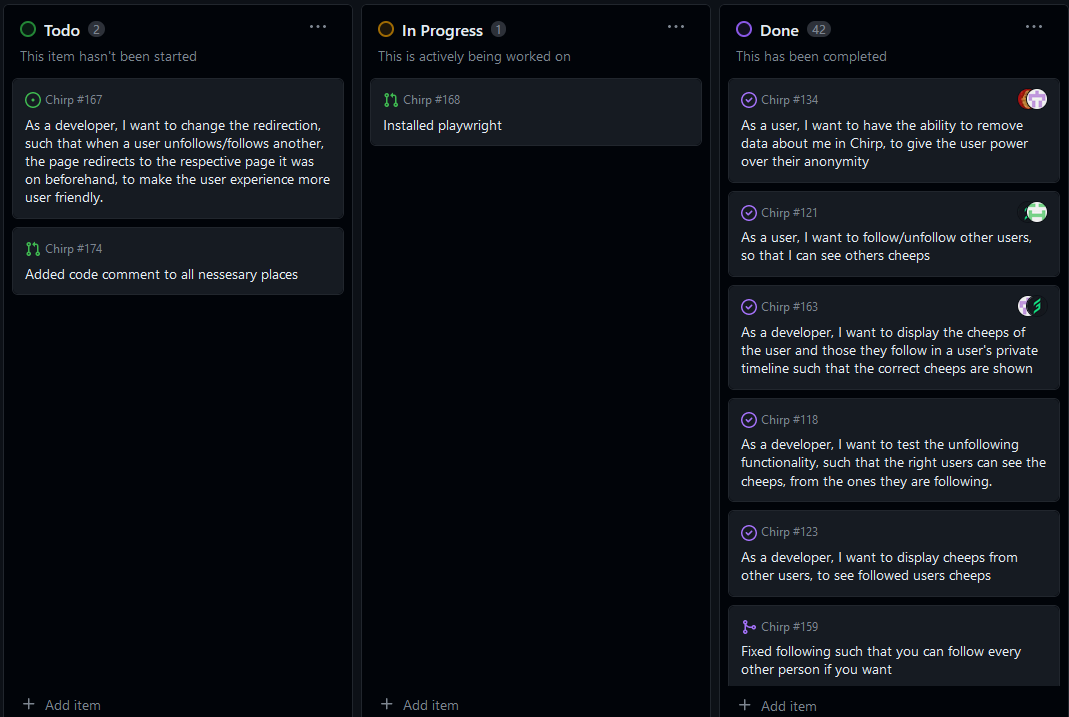 Todo 2
This item hasn't been started
Chirp #167
As a developer, I want to change the redirection,
such that when a user unfollows/follows another,
the page redirects to the respective page it was
on beforehand, to make the user experience more
user friendly.
Chirp #174
Added code comment to all nessesary places
Add item
In Progress 1
This is actively being worked on
Chirp #168
Installed playwright
Add item
Done 42
This has been completed
Chirp #134
As a user, I want to have the ability to remove
data about me in Chirp, to give the user power
over their anonymity
Chirp #121
As a user, I want to follow/unfollow other users,
so that I can see others cheeps
Chirp #163
As a developer, I want to display the cheeps of
the user and those they follow in a user's private
timeline such that the correct cheeps are shown
Chirp #118
As a developer, I want to test the unfollowing
functionality, such that the right users can see the
cheeps, from the ones they are following.
Chirp #123
As a developer, I want to display cheeps from
other users, to see followed users cheeps
Chirp #159
Fixed following such that you can follow every
other person if you want
Add item